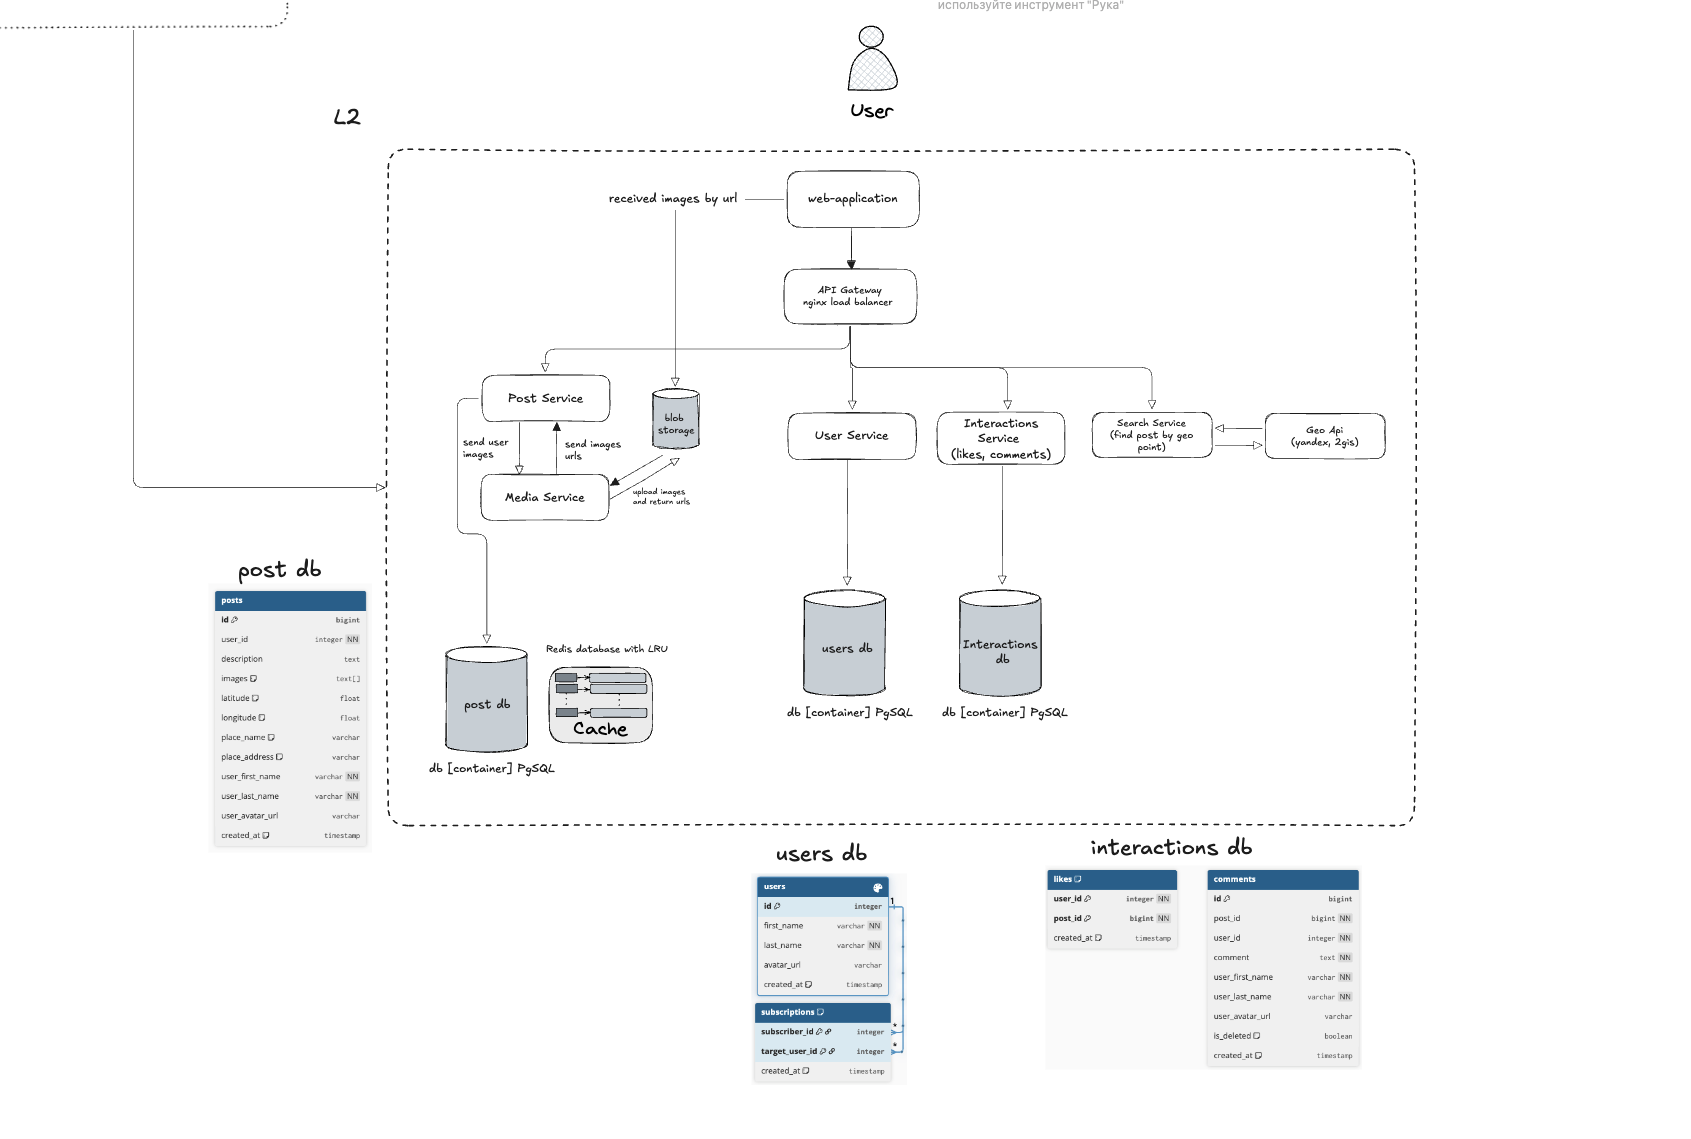 используйте инструмент "Рука"
User
L2
received images by url
web-application
API Gateway
nginx load balancer
Post Service
blob
storage
User Service
Interactions
Service
(likes, comments)
Search Service
(find post by geo
point)
Geo Api
(yandex, 2gis)
send user
images
send images
urls
Media Service
upload images
and return urls
post db
posts
id bigint
user_id integer NN
description text
images text[]
latitude float
longitude float
place_name varchar
place_address varchar
user_first_name varchar NN
user_last_name varchar NN
user_avatar_url varchar
created_at timestamp
Redis database with LRU
post db
Cache
db [container] PgSQL
users db
db [container] PgSQL
Interactions
db
db [container] PgSQL
users db
users
id integer
first_name varchar NN
last_name varchar NN
avatar_url varchar
created_at timestamp
1
subscriptions
*
subscriber_id integer
*
target_user_id integer
created_at timestamp
interactions db
likes
user_id integer NN
post_id bigint NN
created_at timestamp
comments
id bigint
post_id bigint NN
user_id integer NN
comment text NN
user_first_name varchar NN
user_last_name varchar NN
user_avatar_url varchar
is_deleted boolean
created_at timestamp